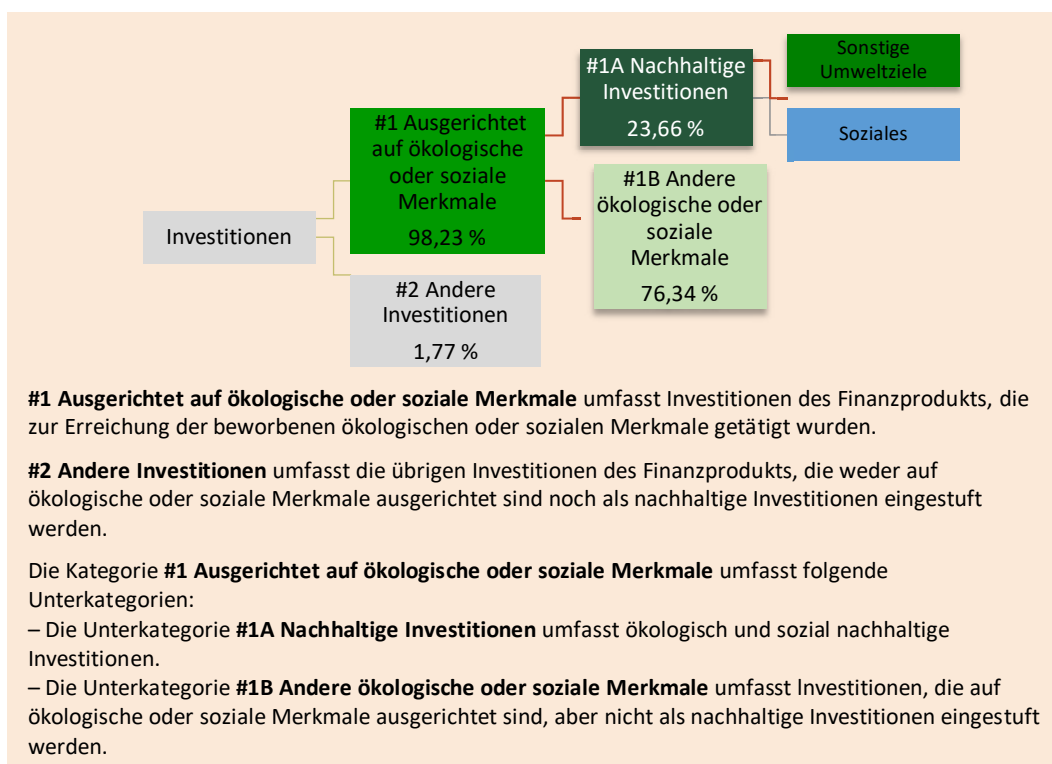 Investitionen
#1 Ausgerichtet
auf ökologische
oder soziale
Merkmale
98,23 %
#2 Andere
Investitionen
1,77 %
#1A Nachhaltige
Investitionen
23,66 %
#1B Andere
ökologische oder
soziale
Merkmale
76,34 %
Sonstige
Umweltziele
Soziales
#1 Ausgerichtet auf ökologische oder soziale Merkmale umfasst Investitionen des Finanzprodukts, die
zur Erreichung der beworbenen ökologischen oder sozialen Merkmale getätigt wurden.
#2 Andere Investitionen umfasst die übrigen Investitionen des Finanzprodukts, die weder auf
ökologische oder soziale Merkmale ausgerichtet sind noch als nachhaltige Investitionen eingestuft
werden.
Die Kategorie #1 Ausgerichtet auf ökologische oder soziale Merkmale umfasst folgende
Unterkategorien:
– Die Unterkategorie #1A Nachhaltige Investitionen umfasst ökologisch und sozial nachhaltige
Investitionen.
– Die Unterkategorie #1B Andere ökologische oder soziale Merkmale umfasst Investitionen, die auf
ökologische oder soziale Merkmale ausgerichtet sind, aber nicht als nachhaltige Investitionen eingestuft
werden.